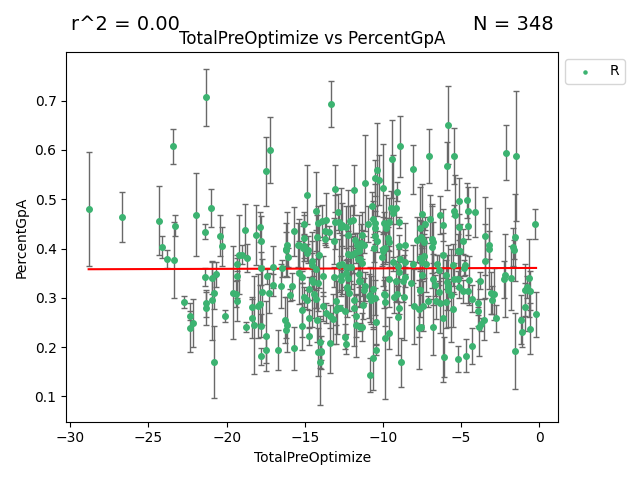 r^2 = 0.00 N = 348
TotalPreOptimize vs PercentGpA
R
0.7
0.6
0.5
0.4
0.3
0.2
0.1
PercentGpA
−30 −25 −20 −15 −10 −5 0
TotalPreOptimize